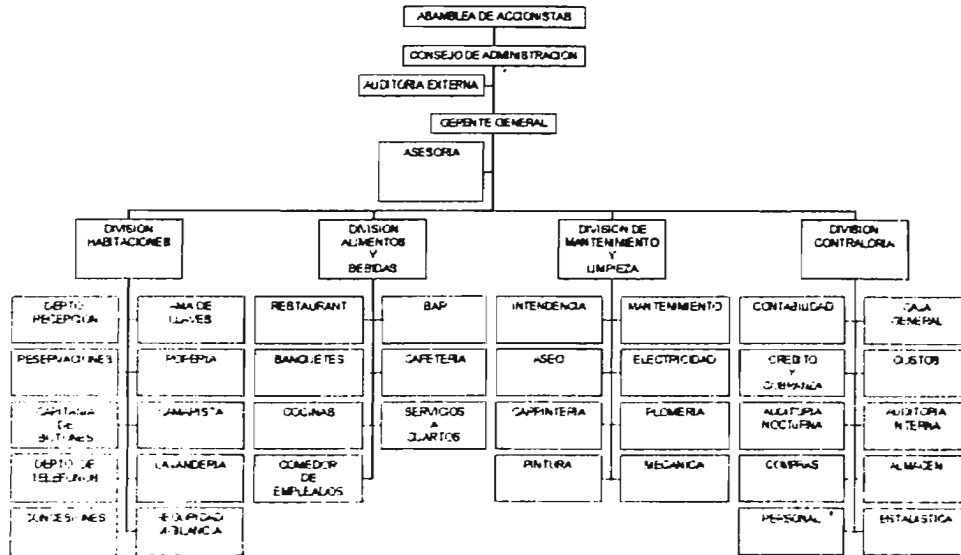 ASAMBLEA DE ACCIONISTAS
CONSEJO DE ADMINISTRACION
AUDITORIA EXTERNA
GERENTE GENERAL
ASESORIA
DIVISION
HABITACIONES
DIVISION
ALIMENTOS
Y
BEBIDAS
DIVISION DE
MANTENIMIENTO
Y
LIMPIEZA
DIVISION
CONTRALORIA
DEPTO
RECEPCION
AMA DE
LLAVES
RESTAURANT
BAR
INTENDENCIA
MANTENIMIENTO
CONTABILIDAD
CAJA
GENERAL
RESERVACIONES
ROPERIA
BANQUETES
CAFETERIA
ASEO
ELECTRICIDAD
CREDITO
Y
COBRANZA
COSTOS
CAPITANIA
DE
BOTONES
CAMARISTA
COCINAS
SERVICIOS
A
CUARTOS
CARPINTERIA
PLOMERIA
AUDITORIA
NOCTURNA
AUDITORIA
INTERNA
DEPTO DE
TELEFONOS
LAVANDERIA
COMEDOR
DE
EMPLEADOS
PINTURA
MECANICA
COMPRAS
ALMACEN
CONCESIONES
SEGURIDAD
VIGILANCIA
PERSONAL
ESTADISTICA